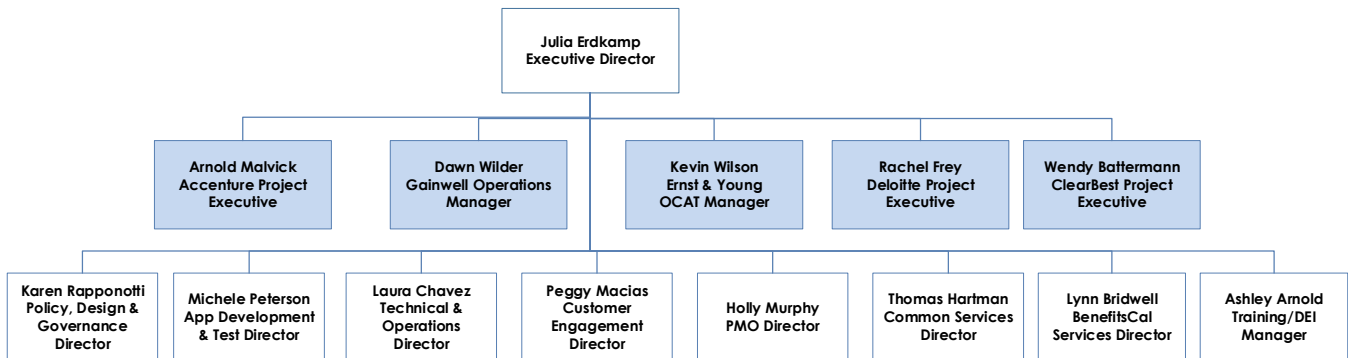 Julia Erdkamp
Executive Director
Arnold Malvick
Accenture Project
Executive
Dawn Wilder
Gainwell Operations
Manager
Kevin Wilson
Ernst & Young
OCAT Manager
Rachel Frey
Deloitte Project
Executive
Wendy Battermann
ClearBest Project
Executive
Karen Rapponotti
Policy, Design &
Governance
Director
Michele Peterson
App Development
& Test Director
Laura Chavez
Technical &
Operations
Director
Peggy Macias
Customer
Engagement
Director
Holly Murphy
PMO Director
Thomas Hartman
Common Services
Director
Lynn Bridwell
BenefitsCal
Services Director
Ashley Arnold
Training/DEI
Manager